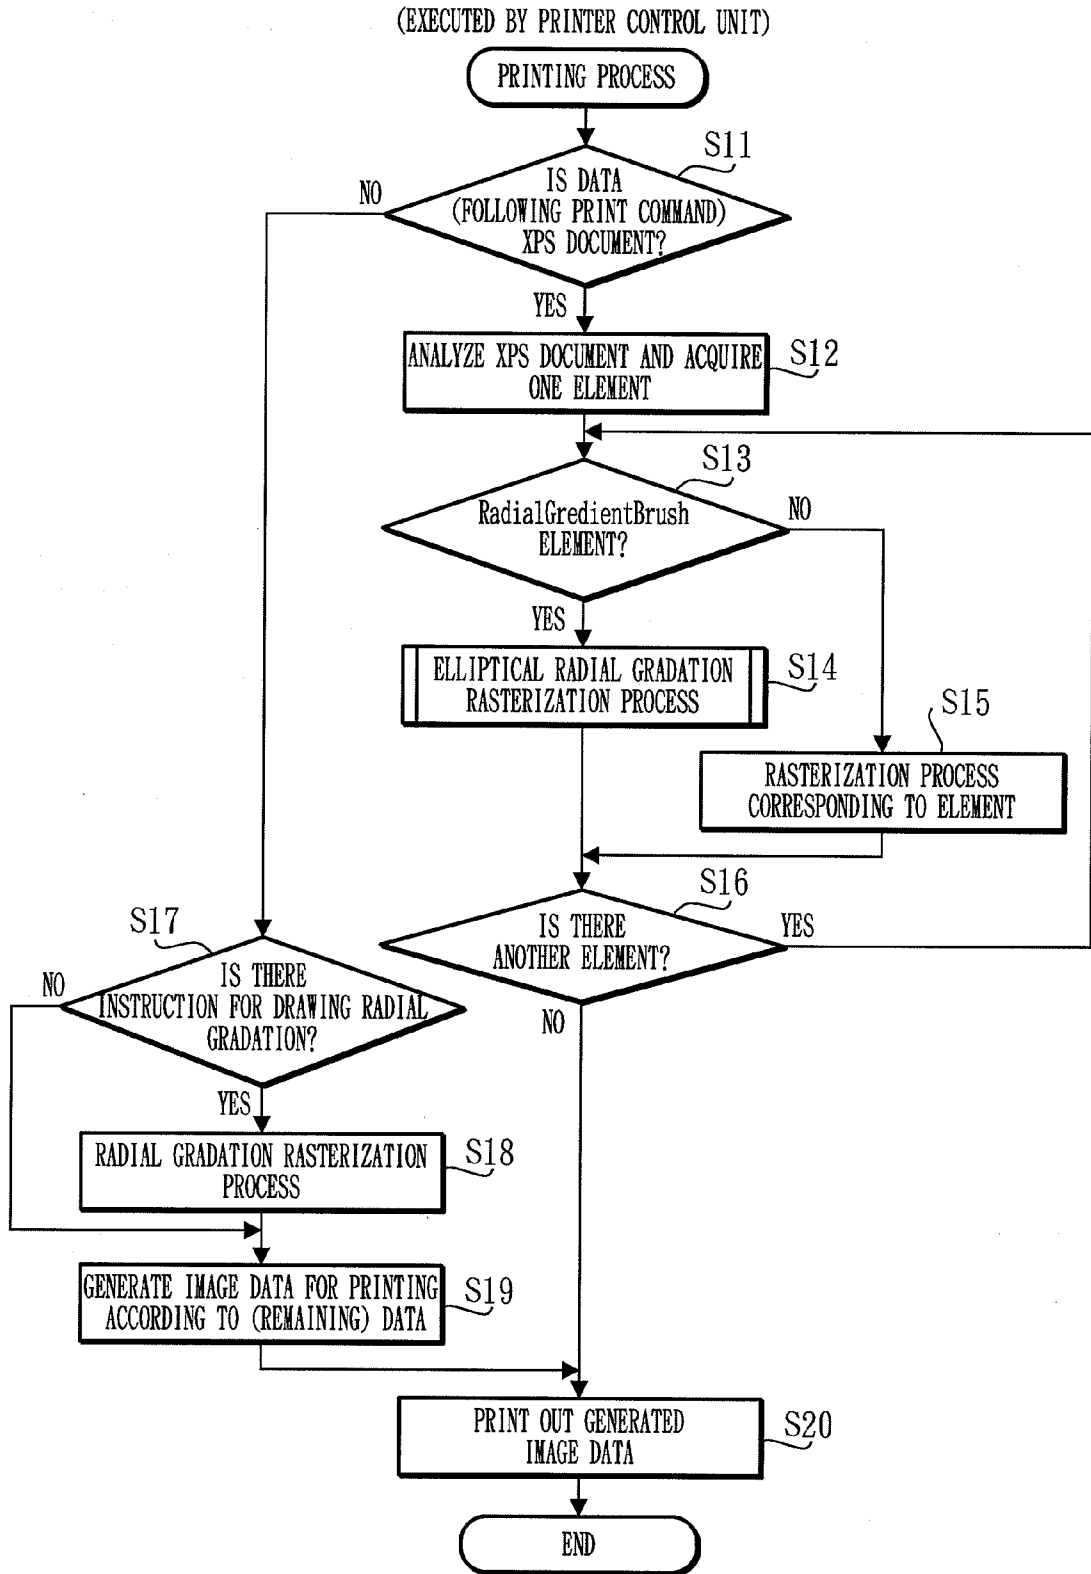 (EXECUTED BY PRINTER CONTROL UNIT)
PRINTING PROCESS
S11
NO
IS DATA
(FOLLOWING PRINT COMMAND)
XPS DOCUMENT?
YES
ANALYZE XPS DOCUMENT AND ACQUIRE
ONE ELEMENT
S12
S13
RadialGredientBrush
ELEMENT?
NO
YES
ELLIPTICAL RADIAL GRADATION
RASTERIZATION PROCESS
S14
S15
RASTERIZATION PROCESS
CORRESPONDING TO ELEMENT
S16
IS THERE
ANOTHER ELEMENT?
YES
NO
S17
NO
IS THERE
INSTRUCTION FOR DRAWING RADIAL
GRADATION?
YES
RADIAL GRADATION RASTERIZATION
PROCESS
S18
GENERATE IMAGE DATA FOR PRINTING
ACCORDING TO (REMAINING) DATA
S19
PRINT OUT GENERATED
IMAGE DATA
S20
END